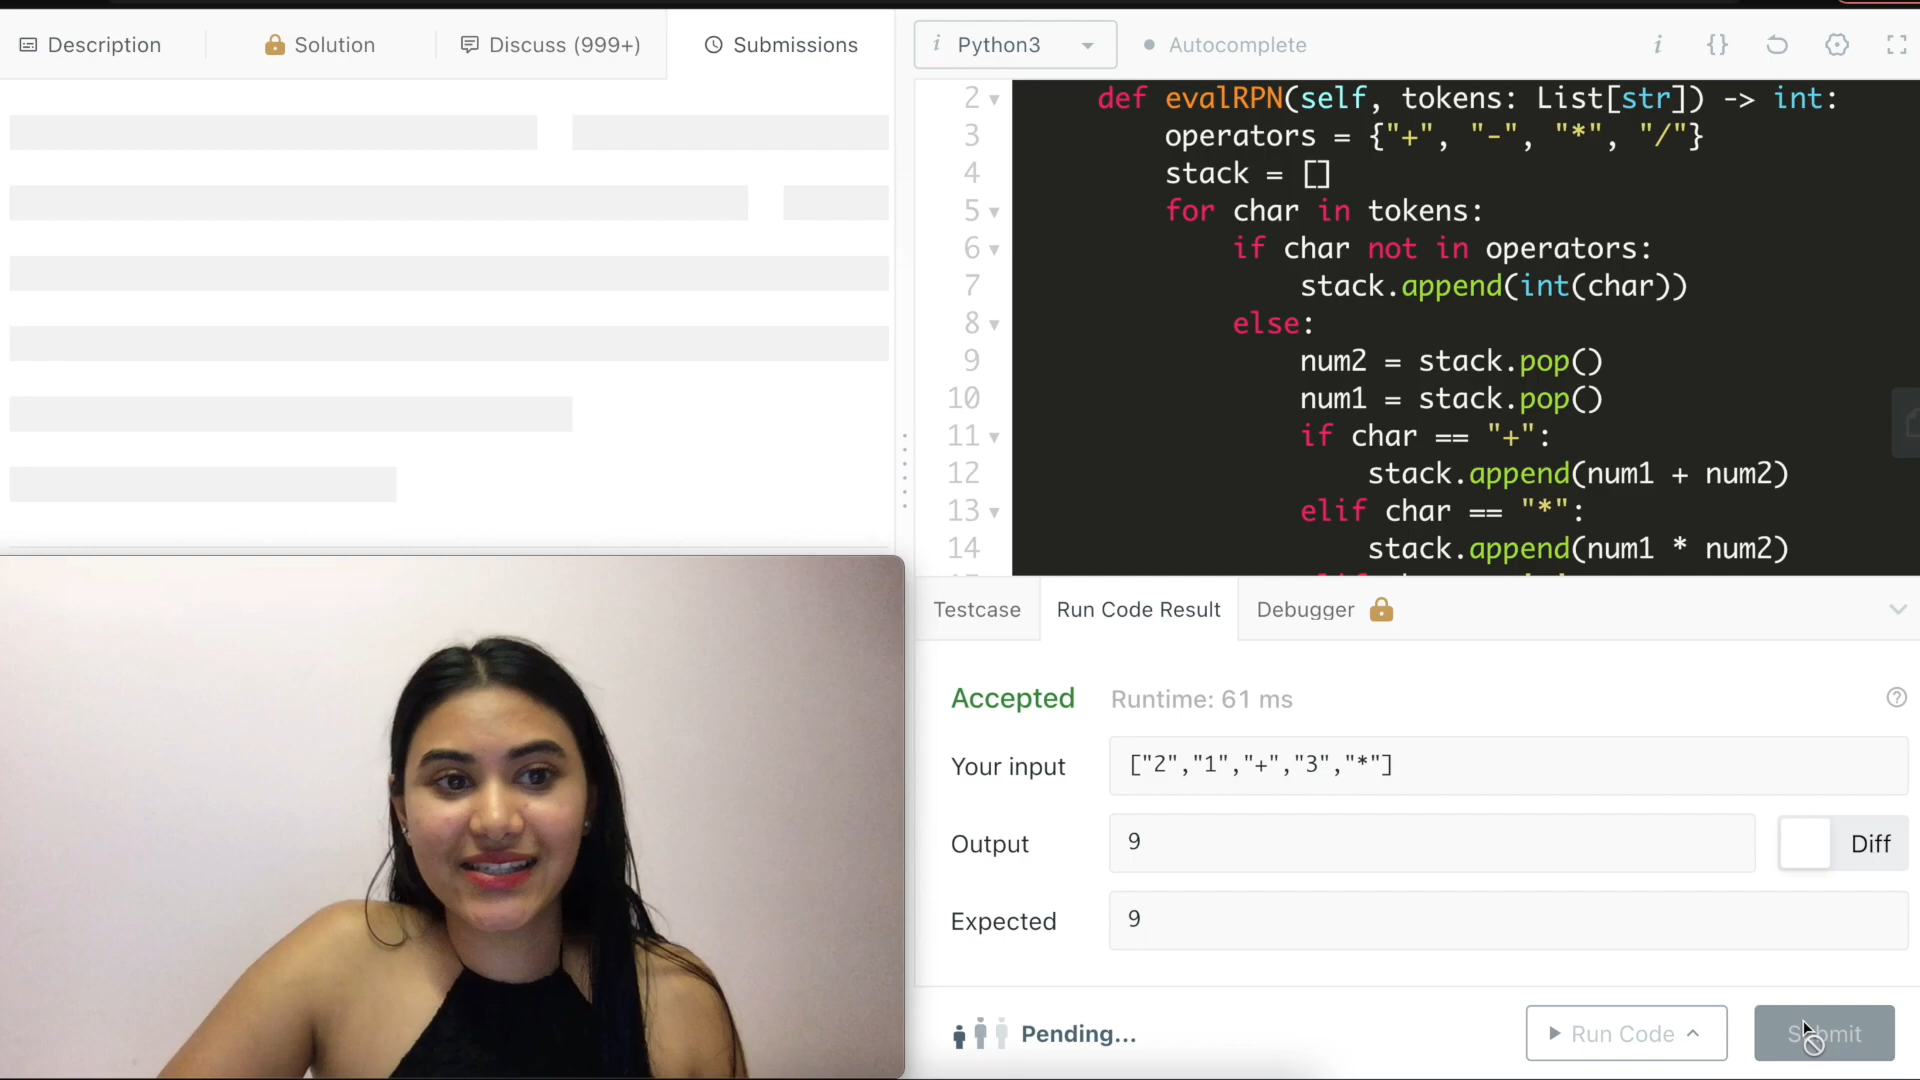 Description
Solution
Discuss (999+)
Submissions
i Python3
Autocomplete
i {}
2 def evalRPN(self, tokens: List[str]) -> int:
3 operators = {"+", "-", "*", "/"}
4 stack = []
5 for char in tokens:
6 if char not in operators:
7 stack.append(int(char))
8 else:
9 num2 = stack.pop()
10 num1 = stack.pop()
11 if char == "+":
12 stack.append(num1 + num2)
13 elif char == "*":
14 stack.append(num1 * num2)
Testcase
Run Code Result
Debugger
Accepted
Runtime: 61 ms
Your input
["2","1","+","3","*"]
Output
9
Diff
Expected
9
Pending...
Run Code
Submit